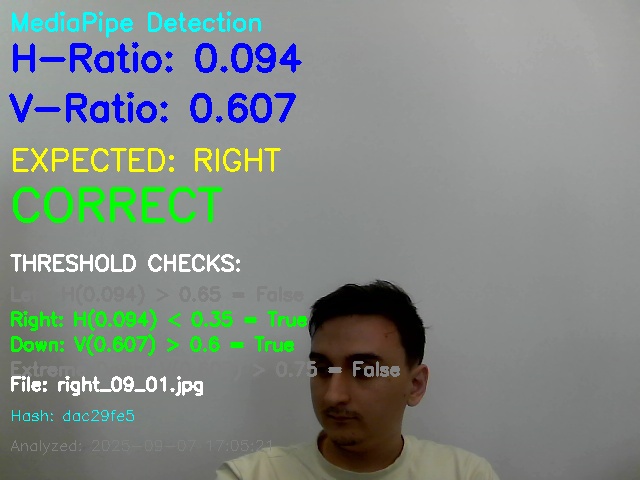 MediaPipe Detection
H-Ratio: 0.094
V-Ratio: 0.607
EXPECTED: RIGHT
CORRECT
THRESHOLD CHECKS:
H(0.094) > 0.65 = False
Right: H(0.094) < 0.35 = True
Down: V(0.607) > 0.6 = True
Extreme > 0.75 = False
File: right_09_01.jpg
Hash: dac29fe5
Analyzed: 2025-09-07 17:05:21